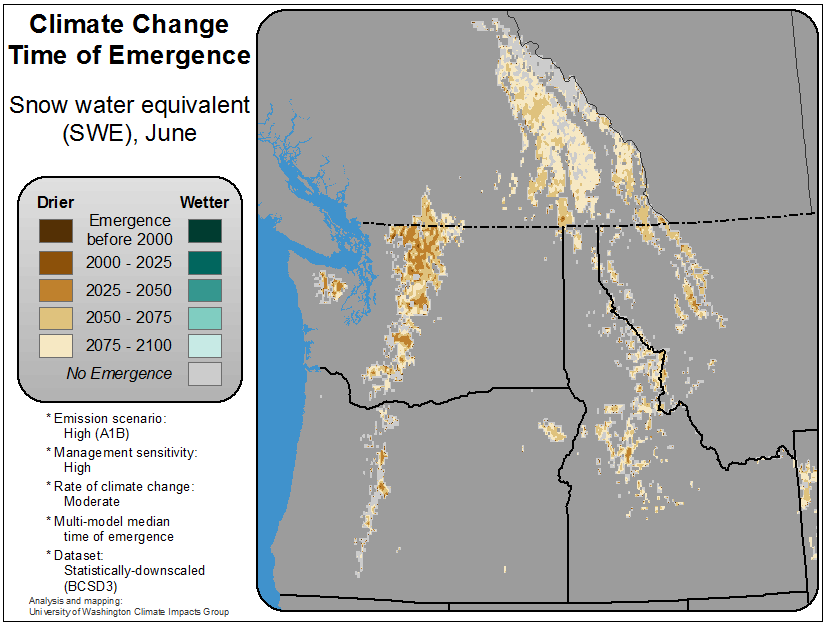 Climate Change
Time of Emergence
Snow water equivalent
(SWE), June
Drier
Wetter
Emergence
before 2000
2000 - 2025
2025 - 2050
2050 - 2075
2075 - 2100
No Emergence
* Emission scenario:
High (A1B)
* Management sensitivity:
High
* Rate of climate change:
Moderate
* Multi-model median
time of emergence
* Dataset:
Statistically-downscaled
(BCSD3)
Analysis and mapping:
University of Washington Climate Impacts Group